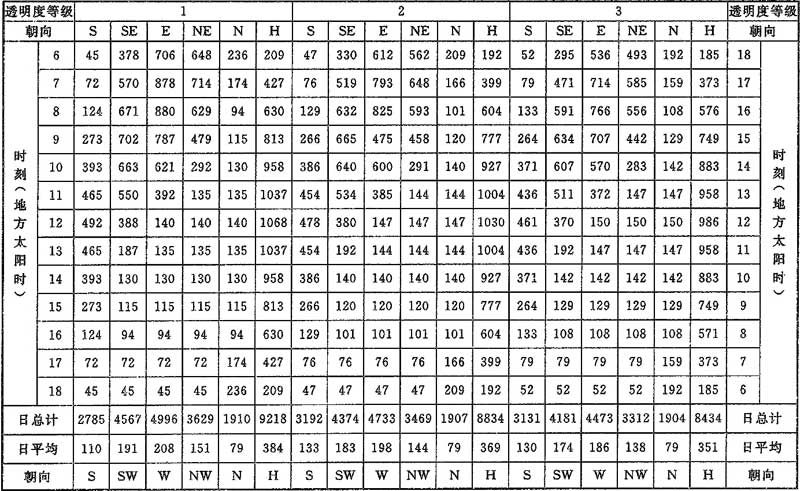 透明度等级 1 2 3 透明度等级
朝向 S SE E NE N H S SE E NE N H S SE E NE N H 朝向
时刻（地方太阳时） 时刻（地方太阳时）
6 45 378 706 648 236 209 47 330 612 562 209 192 52 295 536 493 192 185 18
7 72 570 878 714 174 427 76 519 793 648 166 399 79 471 714 585 159 373 17
8 124 671 880 629 94 630 129 632 825 593 101 604 133 591 766 556 108 576 16
9 273 702 787 479 115 813 266 665 475 458 120 777 264 634 707 442 129 749 15
10 393 663 621 292 130 958 386 640 600 291 140 927 371 607 570 283 142 883 14
11 465 550 392 135 135 1037 454 534 385 144 144 1004 436 511 372 147 147 958 13
12 492 388 140 140 140 1068 478 380 147 147 147 1030 461 370 150 150 150 986 12
13 465 187 135 135 135 1037 454 192 144 144 144 1004 436 192 147 147 147 958 11
14 393 130 130 130 130 958 386 140 140 140 140 927 371 142 142 142 142 883 10
15 273 115 115 115 115 813 266 120 120 120 120 777 264 129 129 129 129 749 9
16 124 94 94 94 94 630 129 101 101 101 101 604 133 108 108 108 108 571 8
17 72 72 72 72 174 427 76 76 76 76 166 399 79 79 79 79 159 373 7
18 45 45 45 45 236 209 47 47 47 47 209 192 52 52 52 52 192 185 6
日总计 2785 4567 4996 3629 1910 9218 3192 4374 4733 3469 1907 8834 3131 4181 4473 3312 1904 8434 日总计
日平均 110 191 208 151 79 384 133 183 198 144 79 369 130 174 186 138 79 351 日平均
朝向 S SW W NW N H S SW W NW N H S SW W NW N H 朝向